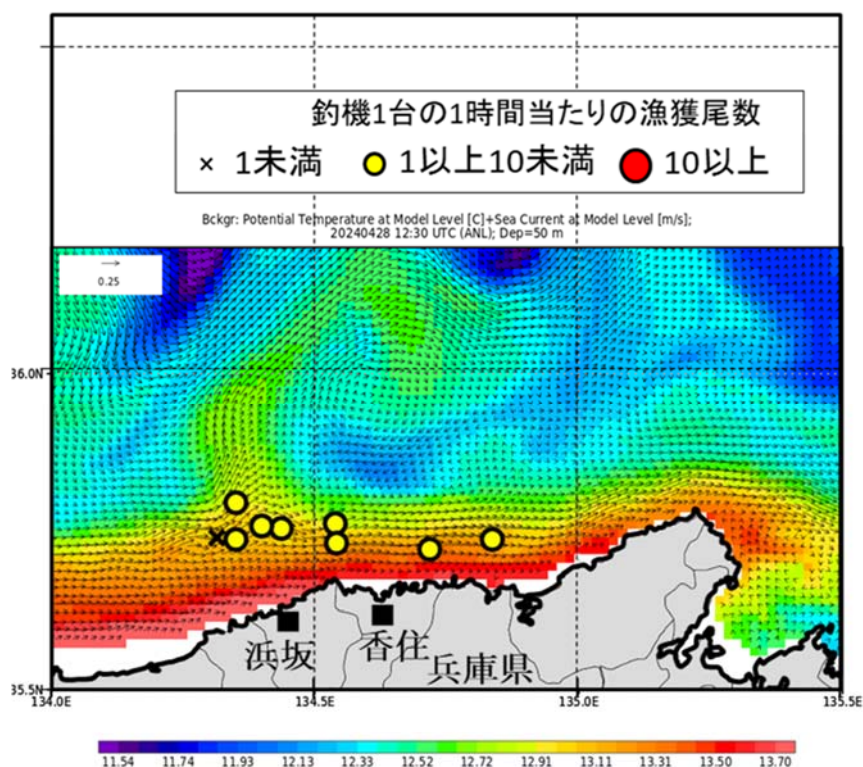 釣機1台の1時間当たりの漁獲尾数
× 1未満 1以上10未満 10以上
Bckgr: Potential Temperature at Model Level [C]+Sea Current at Model Level [m/s];
20240428 12:30 UTC (ANL); Dep=50 m
0.25
36.0N
浜坂 香住 兵庫県
35.5N
134.0E 134.5E 135.0E 135.5E
11.54 11.74 11.93 12.13 12.33 12.52 12.72 12.91 13.11 13.31 13.50 13.70